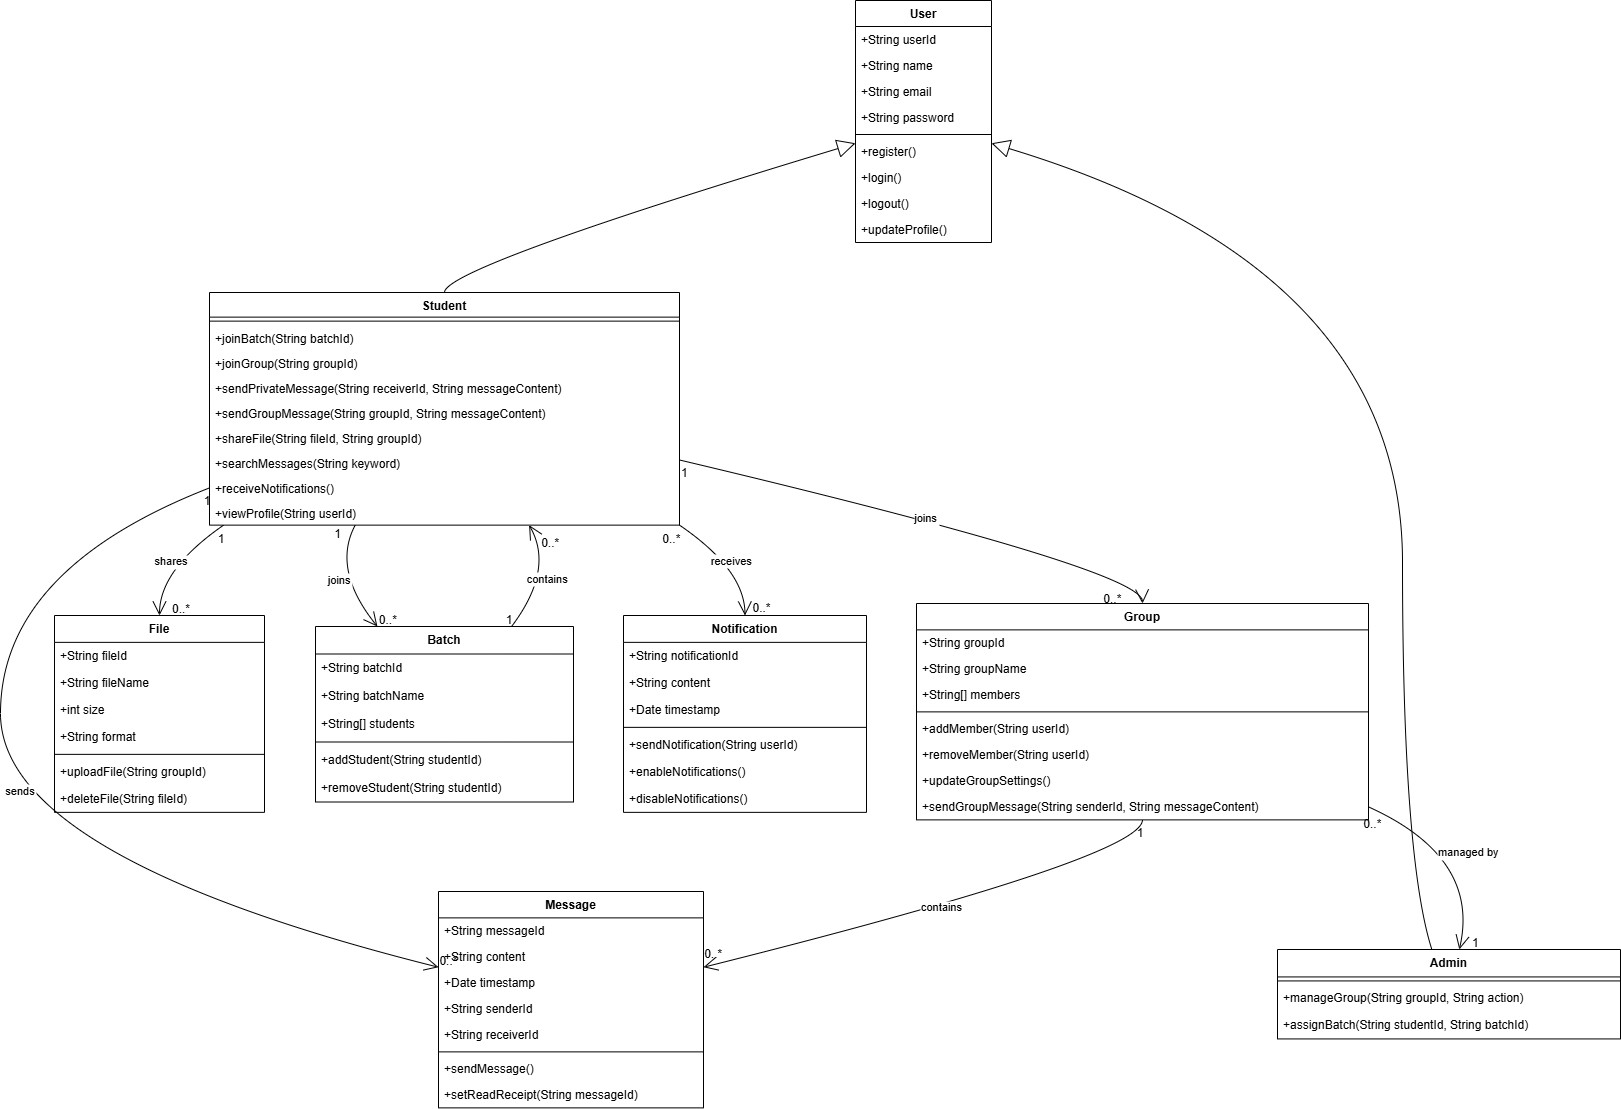 User
+String userId
+String name
+String email
+String password
+register()
+login()
+logout()
+updateProfile()
Student
+joinBatch(String batchId)
+joinGroup(String groupId)
+sendPrivateMessage(String receiverId, String messageContent)
+sendGroupMessage(String groupId, String messageContent)
+shareFile(String fileId, String groupId)
+searchMessages(String keyword)
+receiveNotifications()
+viewProfile(String userId)
1
1
1
0..*
1
shares
joins
0..*
contains
receives
joins
0..*
0..*
1
0..*
0..*
File
+String fileId
+String fileName
+int size
+String format
+uploadFile(String groupId)
+deleteFile(String fileId)
Batch
+String batchId
+String batchName
+String[] students
+addStudent(String studentId)
+removeStudent(String studentId)
Notification
+String notificationId
+String content
+Date timestamp
+sendNotification(String userId)
+enableNotifications()
+disableNotifications()
Group
+String groupId
+String groupName
+String[] members
+addMember(String userId)
+removeMember(String userId)
+updateGroupSettings()
+sendGroupMessage(String senderId, String messageContent)
sends
1
0..*
managed by
contains
0..*
0..*
1
Message
+String messageId
+String content
+Date timestamp
+String senderId
+String receiverId
+sendMessage()
+setReadReceipt(String messageId)
Admin
+manageGroup(String groupId, String action)
+assignBatch(String studentId, String batchId)